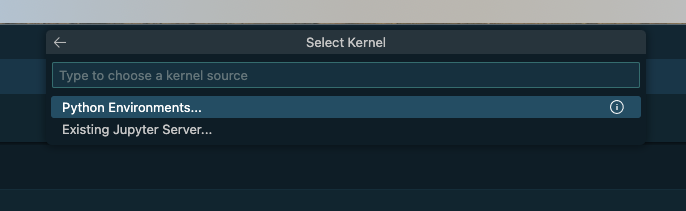 Select Kernel
Type to choose a kernel source
Python Environments...
Existing Jupyter Server...